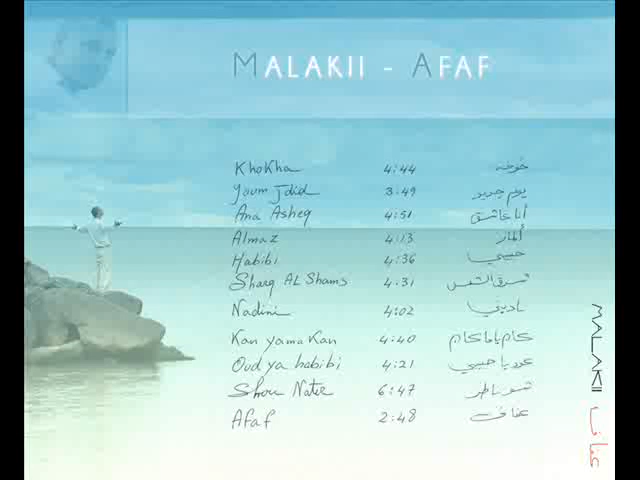 MALAKII - AFAF
KhoKha 4:44 خوخه
Youm Jdid 3:49 يوم جديد
Ana Asheq 4:51 أنا عاشق
Almaz 4:13 ألماز
Habibi 4:36 حبيبي
Sharq AL Shams 4:31 شرق الشمس
Nadini 4:02 ناديني
Kan yama Kan 4:40 كان ياما كان
Oud ya habibi 4:21 عود يا حبيبي
Shou Nater 6:47 شو ناطر
Afaf 2:48 عفاف
MALAKII عفاف